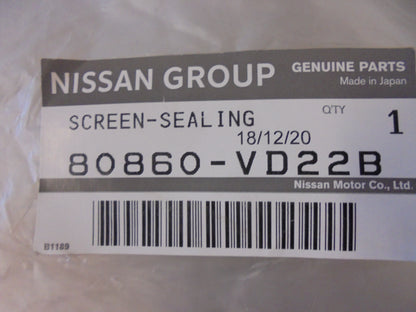 NISSAN GROUP
GENUINE PARTS
Made in Japan
SCREEN-SEALING
Q'TY
1
18/12/20
80860-VD22B
Nissan Motor Co., Ltd.
B1189